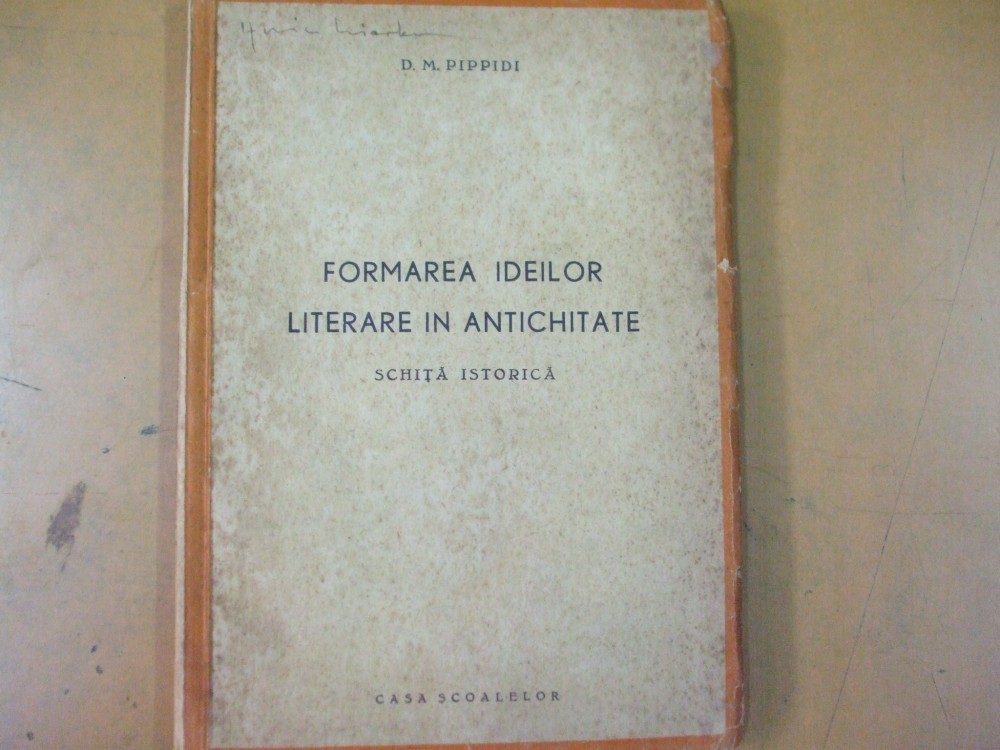 D. M. PIPPIDI
FORMAREA IDEILOR
LITERARE IN ANTICHITATE
SCHIȚĂ ISTORICĂ
CASA ȘCOALELOR